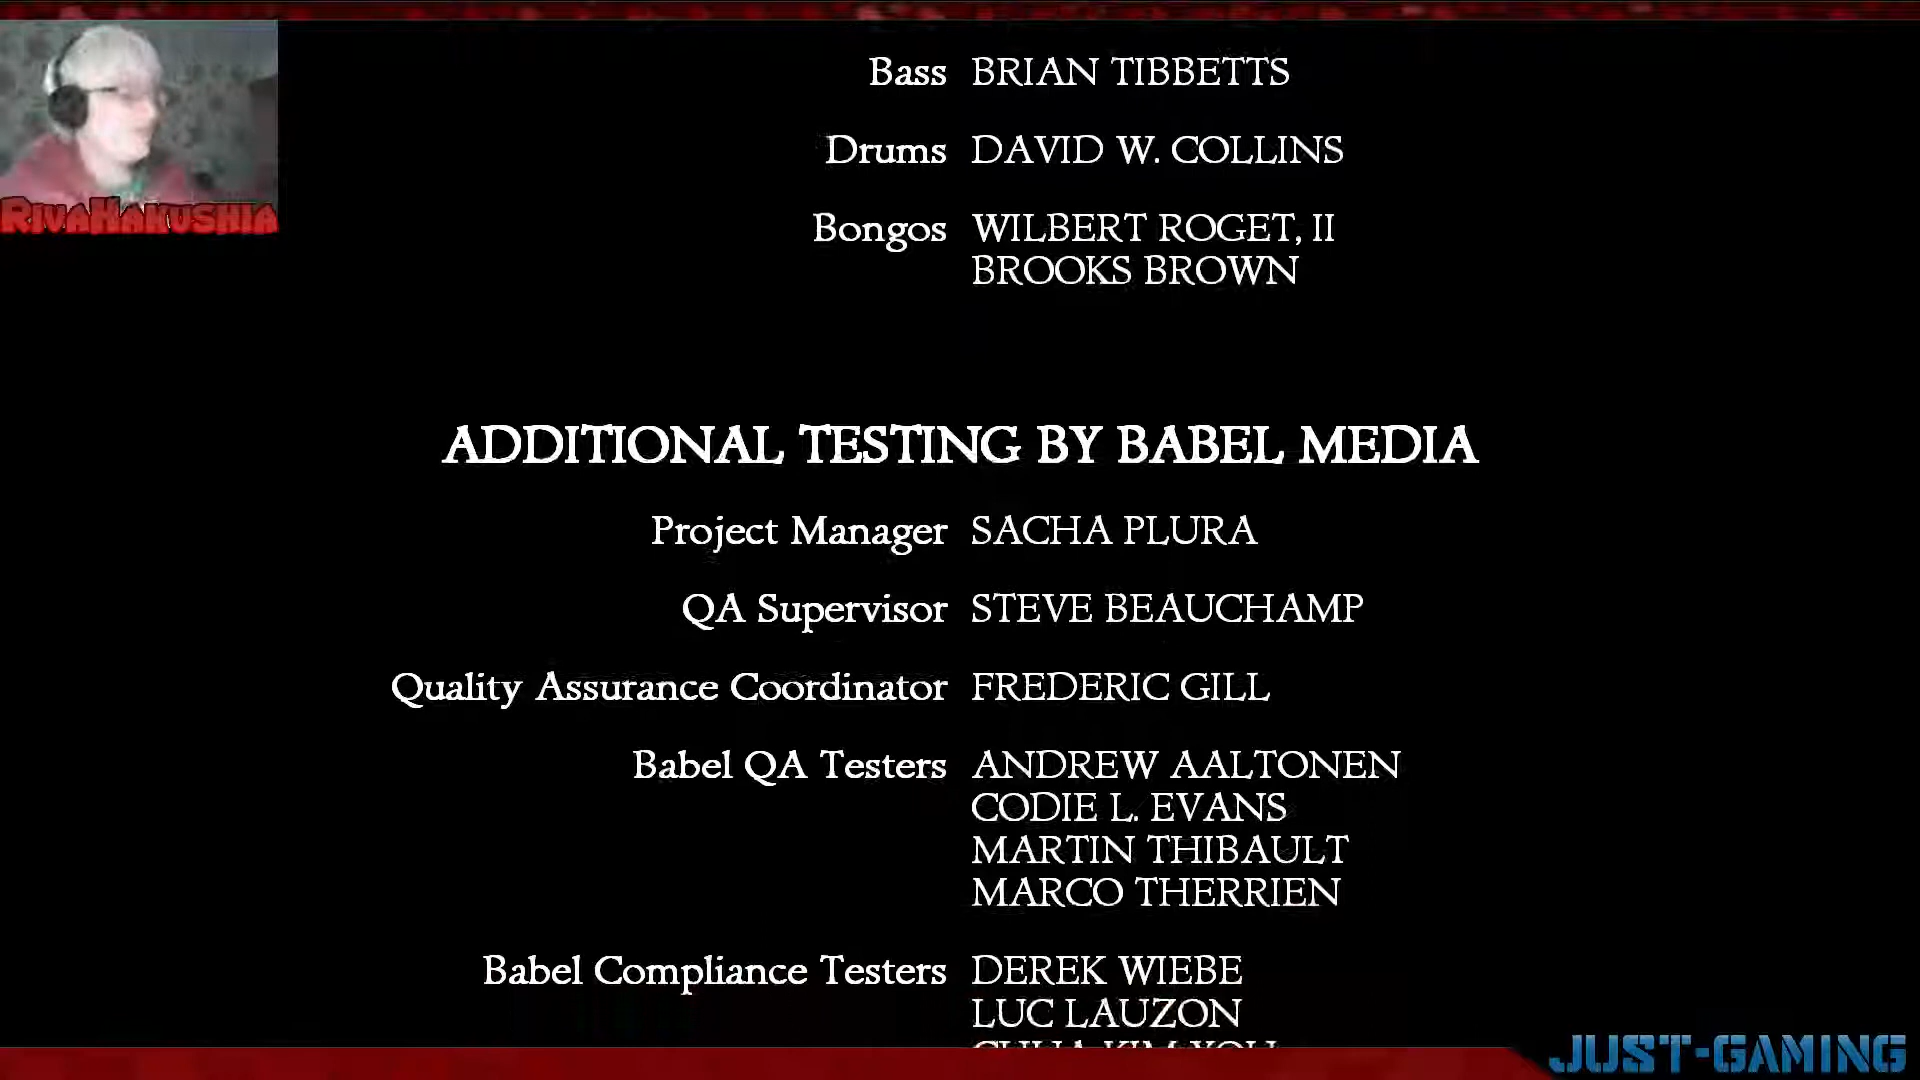 Bass BRIAN TIBBETTS
Drums DAVID W. COLLINS
Bongos WILBERT ROGET, II
BROOKS BROWN
RIVAKAKUSHIA
ADDITIONAL TESTING BY BABEL MEDIA
Project Manager SACHA PLURA
QA Supervisor STEVE BEAUCHAMP
Quality Assurance Coordinator FREDERIC GILL
Babel QA Testers ANDREW AALTONEN
CODIE L. EVANS
MARTIN THIBAULT
MARCO THERRIEN
Babel Compliance Testers DEREK WIEBE
LUC LAUZON
JUST-GAMING